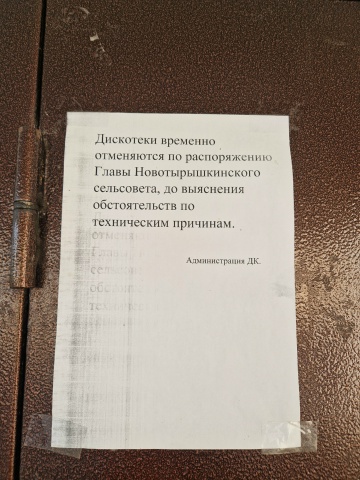 Дискотеки временно
отменяются по распоряжению
Главы Новотырышкинского
сельсовета, до выяснения
обстоятельств по
техническим причинам.
Администрация ДК.